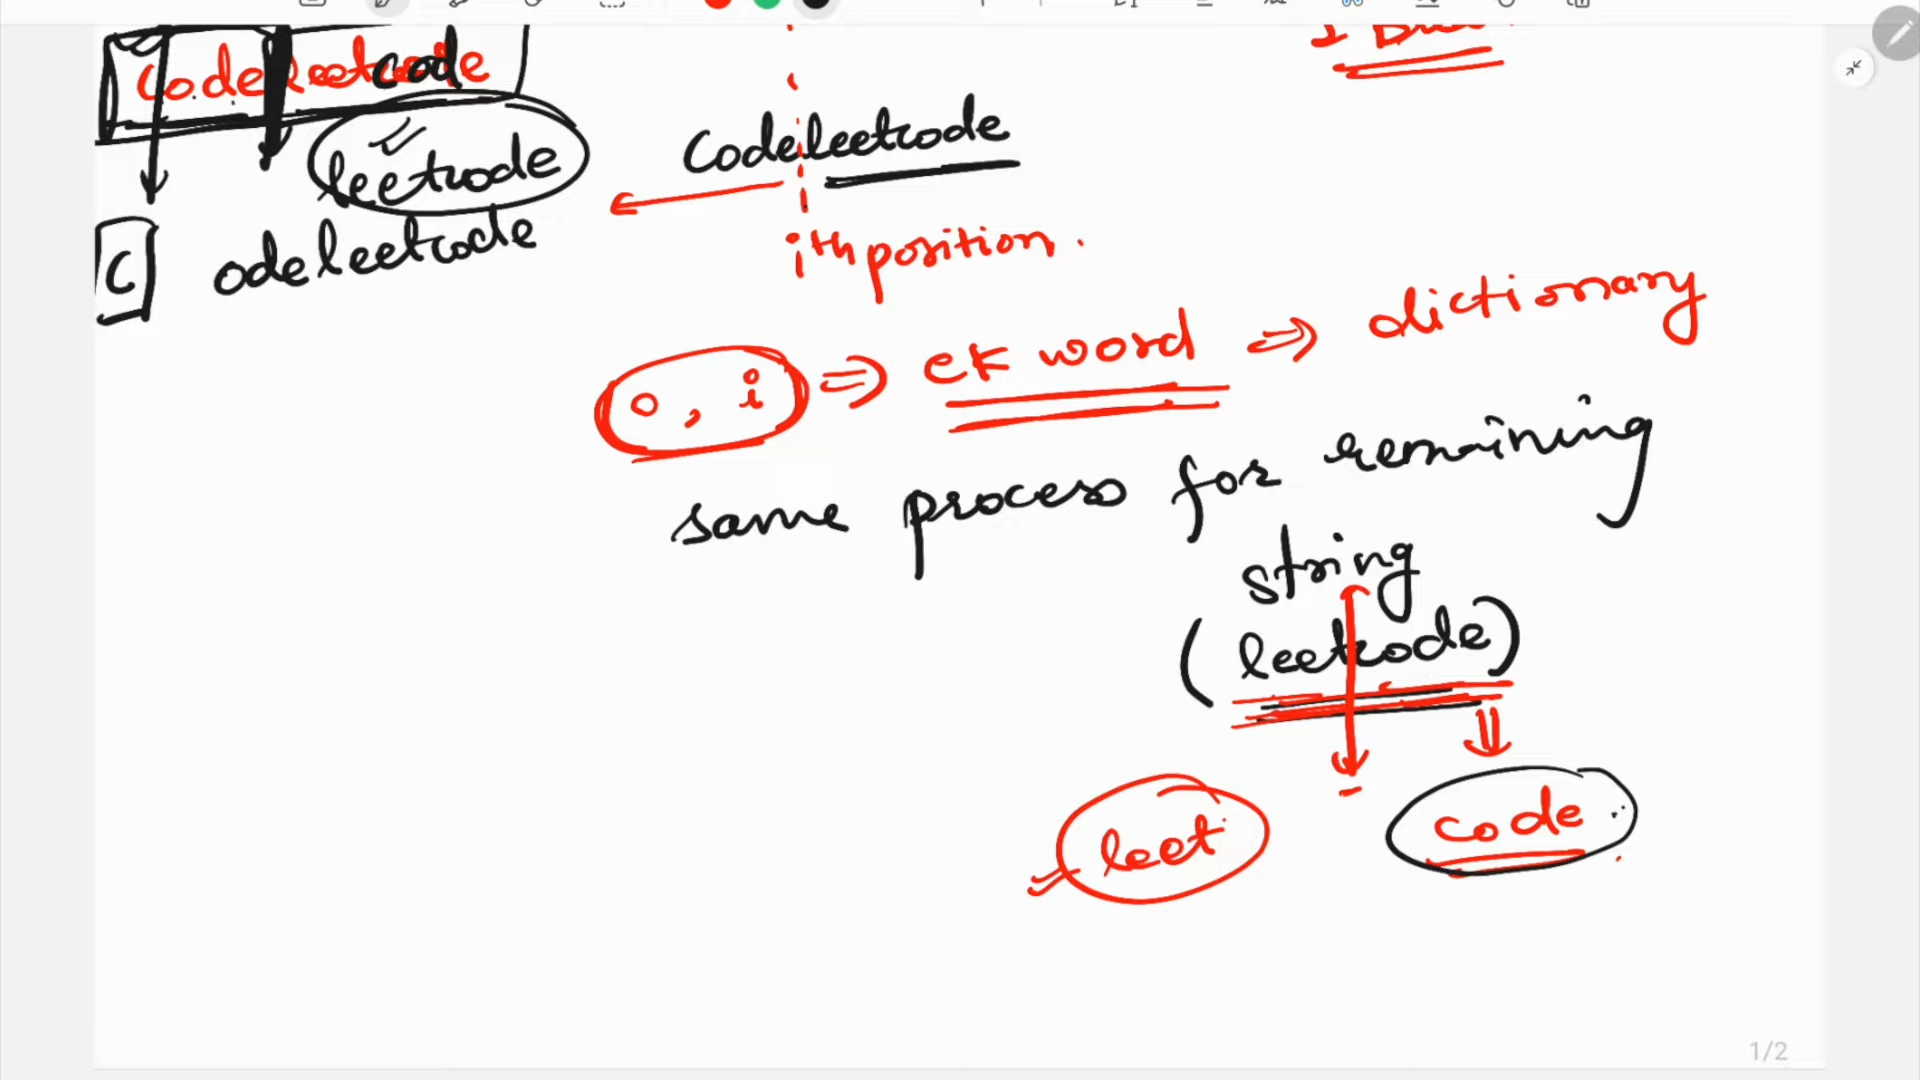 codeleetcode
code
leetcode
C odeleetcode
Codeleetcode
ith position.
0, i => ek word => dictionary
same process for remaining
string
(leetcode)
leet code
1/2